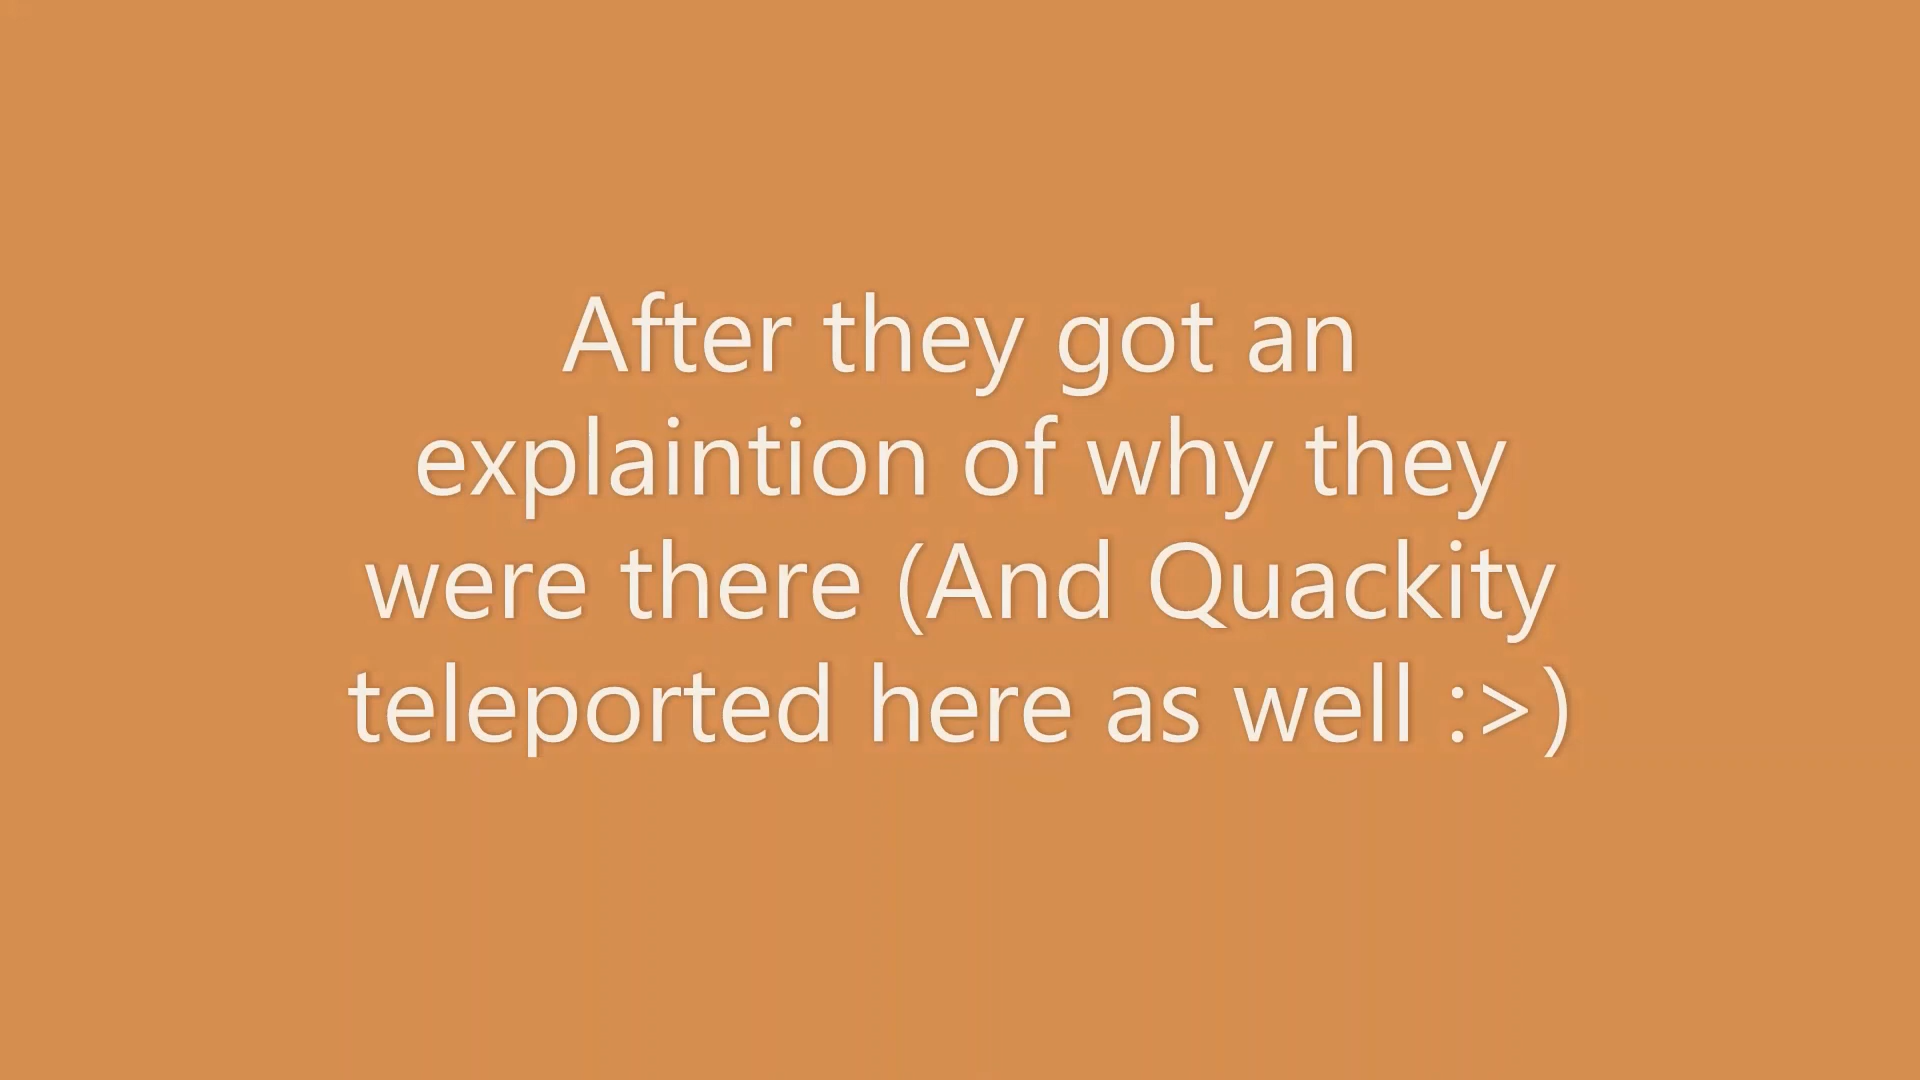 After they got an
explaintion of why they
were there (And Quackity
teleported here as well :>)